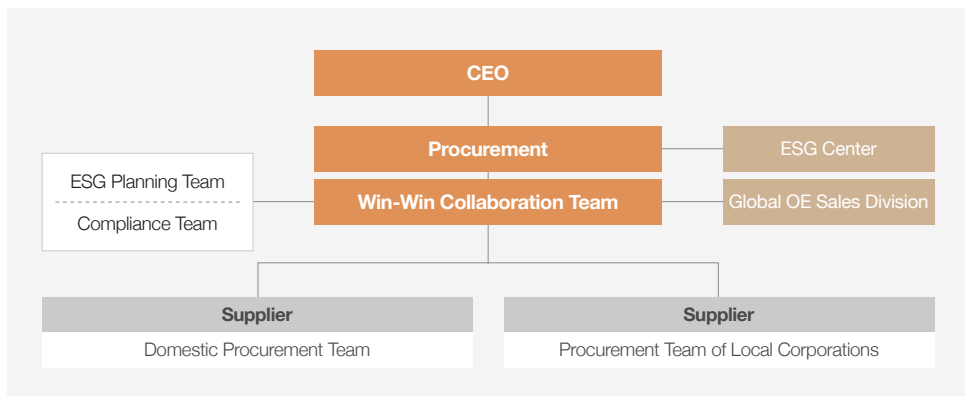 CEO
Procurement
ESG Center
ESG Planning Team
Compliance Team
Win-Win Collaboration Team
Global OE Sales Division
Supplier
Domestic Procurement Team
Supplier
Procurement Team of Local Corporations